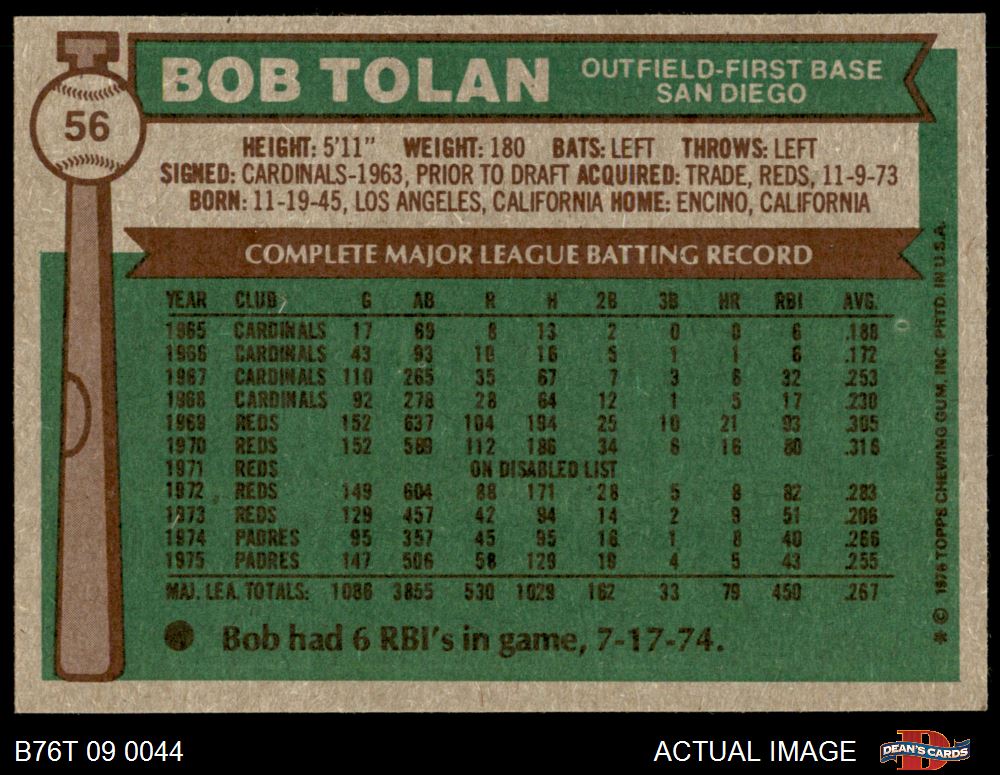 56
BOB TOLAN
OUTFIELD-FIRST BASE
SAN DIEGO
HEIGHT: 5'11" WEIGHT: 180 BATS: LEFT THROWS: LEFT
SIGNED: CARDINALS-1963, PRIOR TO DRAFT ACQUIRED: TRADE, REDS, 11-9-73
BORN: 11-19-45, LOS ANGELES, CALIFORNIA HOME: ENCINO, CALIFORNIA
COMPLETE MAJOR LEAGUE BATTING RECORD
YEAR CLUB G AB R H 2B 3B HR RBI AVG.
1965 CARDINALS 17 69 8 13 2 0 0 6 .188
1966 CARDINALS 43 93 10 16 5 1 1 6 .172
1967 CARDINALS 110 265 35 67 7 3 6 32 .253
1968 CARDINALS 92 278 28 64 12 1 5 17 .230
1969 REDS 152 637 104 194 25 10 21 93 .305
1970 REDS 152 589 112 186 34 6 16 80 .316
1971 REDS ON DISABLED LIST
1972 REDS 149 604 88 171 28 5 8 82 .283
1973 REDS 129 457 42 94 14 2 9 51 .206
1974 PADRES 95 357 45 95 16 1 8 40 .266
1975 PADRES 147 506 58 129 19 4 5 43 .255
MAJ. LEA. TOTALS: 1086 3855 530 1029 162 33 79 450 .267
Bob had 6 RBI's in game, 7-17-74.
* © 1976 TOPPS CHEWING GUM, INC. PRTD. IN U.S.A.
B76T 09 0044
ACTUAL IMAGE
DEAN'S CARDS